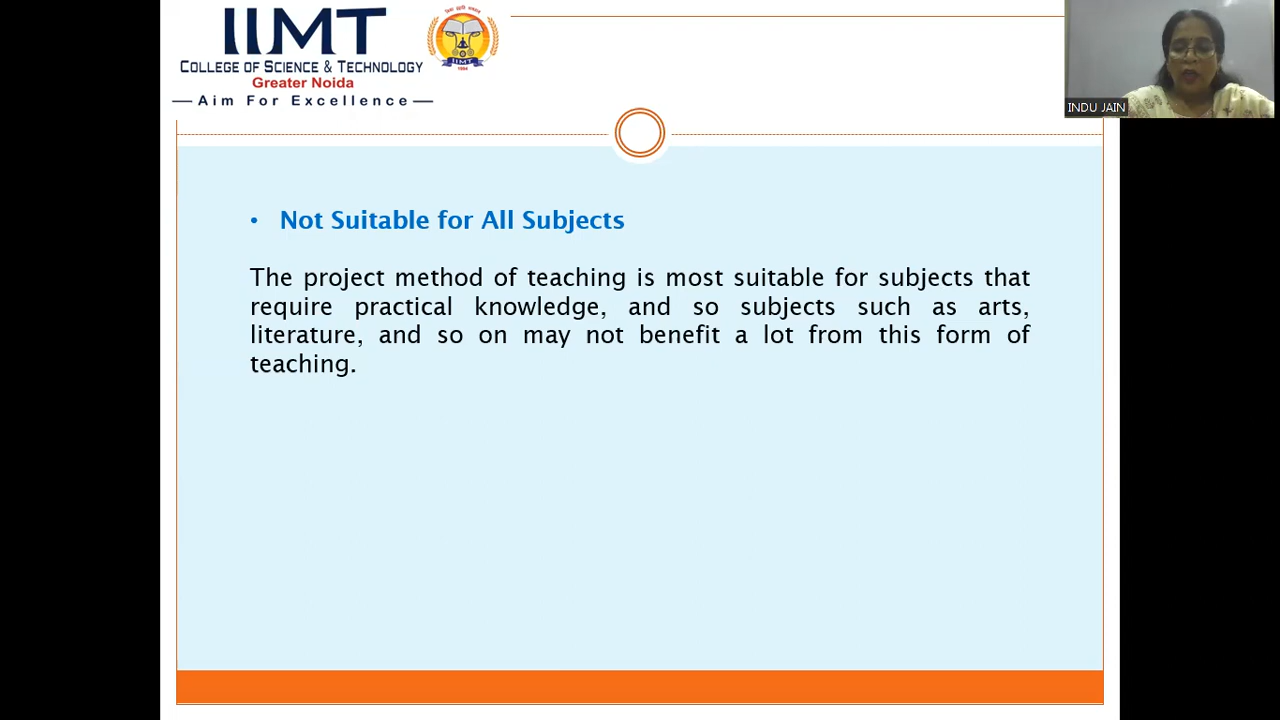 IIMT
COLLEGE OF SCIENCE & TECHNOLOGY
Greater Noida
Aim For Excellence
IIMT
INDU JAIN
• Not Suitable for All Subjects
The project method of teaching is most suitable for subjects that
require practical knowledge, and so subjects such as arts,
literature, and so on may not benefit a lot from this form of
teaching.